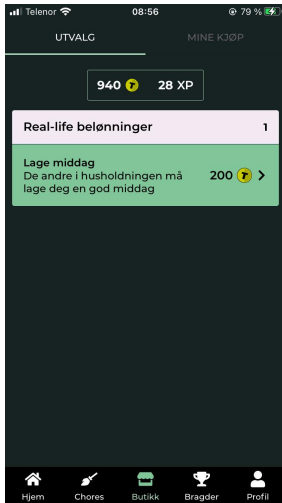 Telenor 08:56 79 %
UTVALG MINE KJØP
940 28 XP
Real-life belønninger 1
Lage middag
De andre i husholdningen må
lage deg en god middag
200
Hjem Chores Butikk Bragder Profil